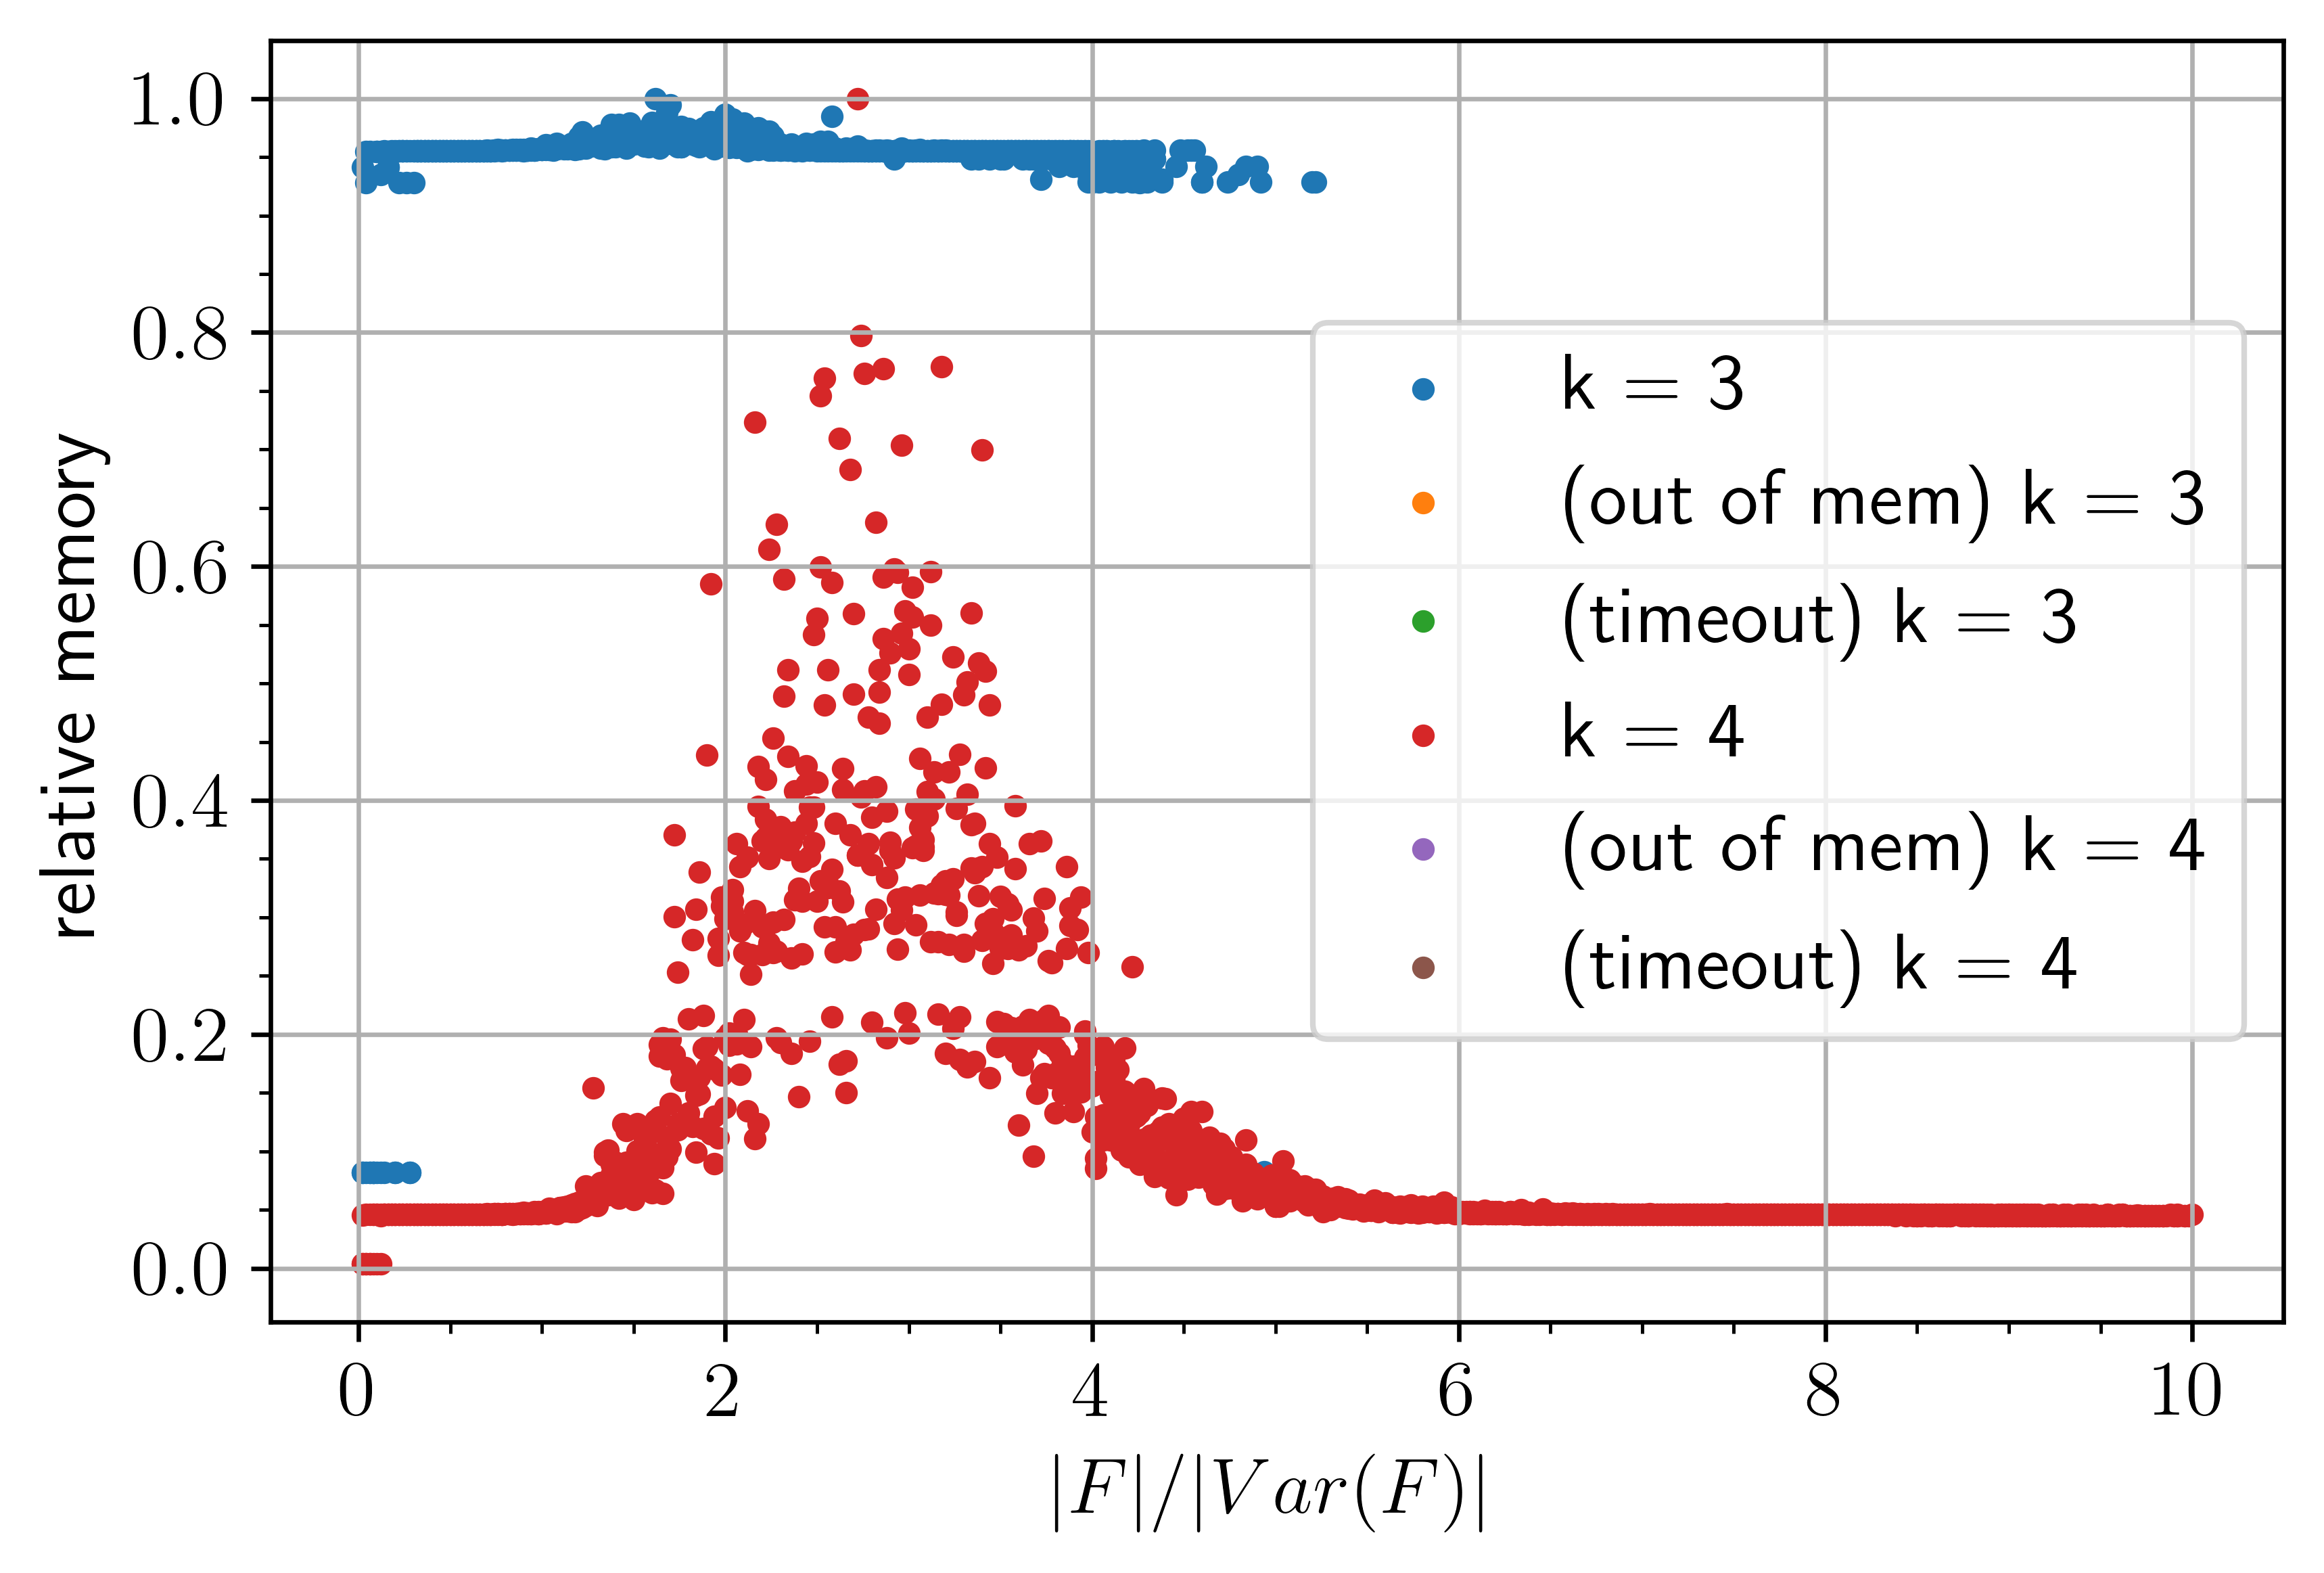 1.0
0.8
0.6
0.4
0.2
0.0
relative memory
k = 3
(out of mem) k = 3
(timeout) k = 3
k = 4
(out of mem) k = 4
(timeout) k = 4
0 2 4 6 8 10
|F|/|Var(F)|